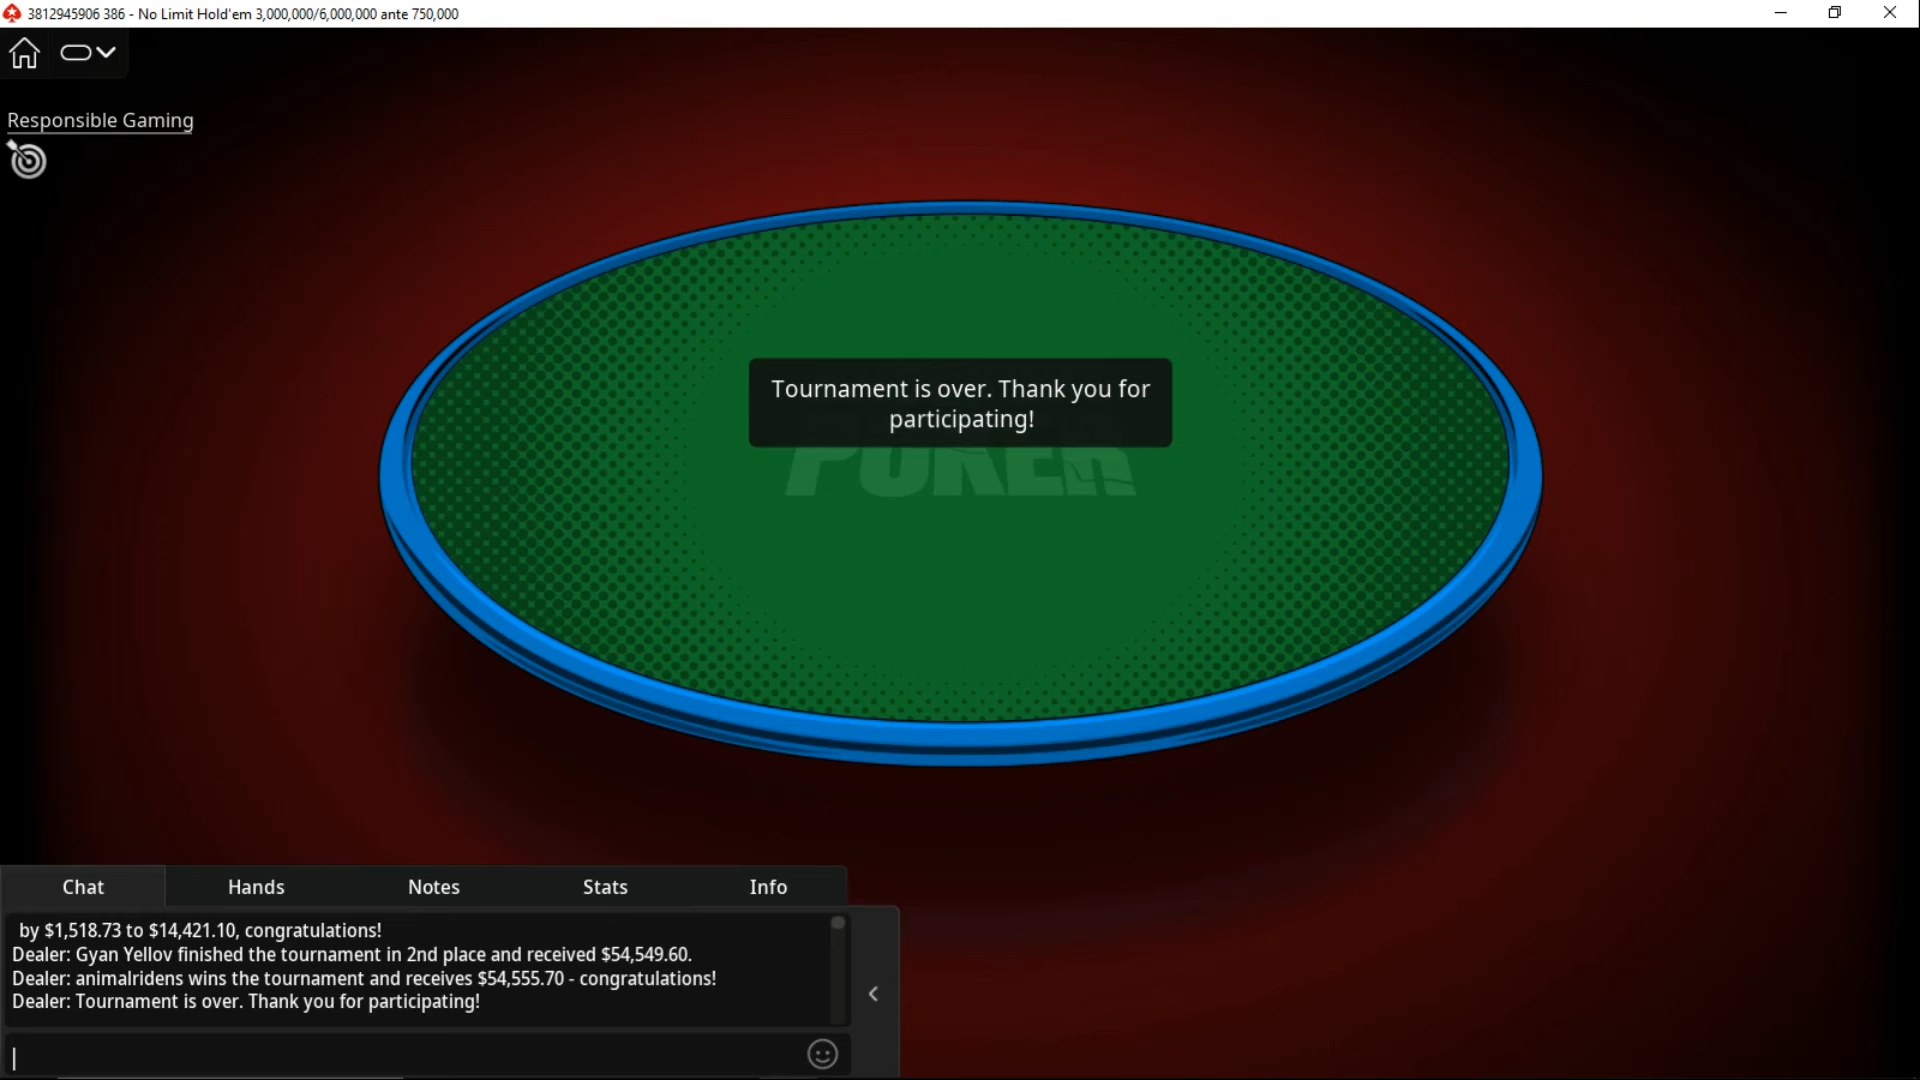 3812945906 386 - No Limit Hold'em 3,000,000/6,000,000 ante 750,000
Responsible Gaming
Tournament is over. Thank you for
participating!
POKER
Chat Hands Notes Stats Info
by $1,518.73 to $14,421.10, congratulations!
Dealer: Gyan Yellov finished the tournament in 2nd place and received $54,549.60.
Dealer: animalridens wins the tournament and receives $54,555.70 - congratulations!
Dealer: Tournament is over. Thank you for participating!